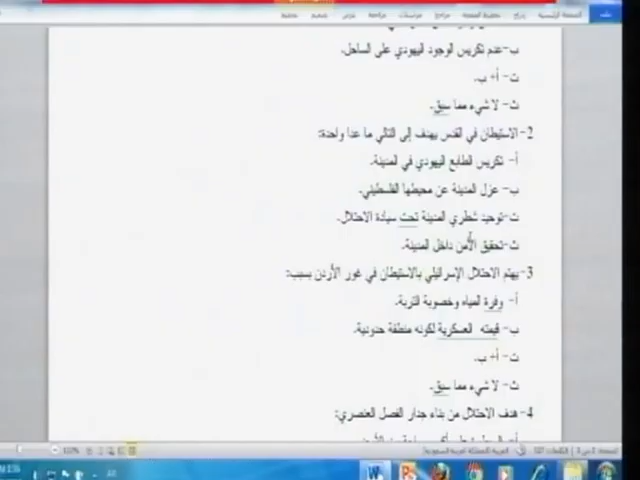 ب-عدم تكريس الوجود اليهودي على الساحل.
ت- أ+ ب.
ث- لا شيء مما سبق.
2- الاستيطان في القدس يهدف إلى التالي ما عدا واحدة:
أ- تكريس الطابع اليهودي في المدينة.
ب- عزل المدينة عن محيطها الفلسطيني.
ت-توحيد شطري المدينة تحت سيادة الاحتلال.
ث-تحقيق الأمن داخل المدينة.
3- يهتم الاحتلال الإسرائيلي بالاستيطان في غور الأردن بسبب:
أ- وفرة المياه وخصوبة التربة.
ب- قيمته العسكرية لكونه منطقة حدودية.
ت- أ+ ب.
ث- لا شيء مما سبق.
4- هدف الاحتلال من بناء جدار الفصل العنصري: